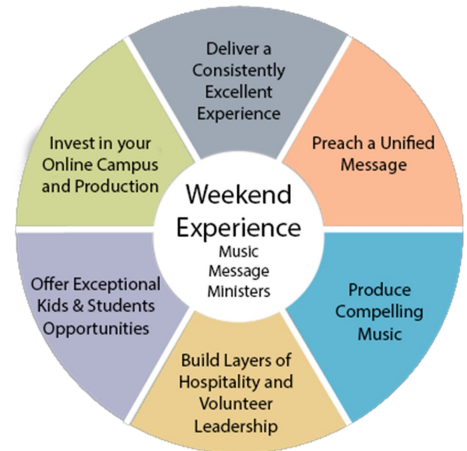 Deliver a
Consistently
Excellent
Experience
Preach a Unified
Message
Produce
Compelling
Music
Build Layers of
Hospitality and
Volunteer
Leadership
Offer Exceptional
Kids & Students
Opportunities
Invest in your
Online Campus
and Production
Weekend
Experience
Music
Message
Ministers